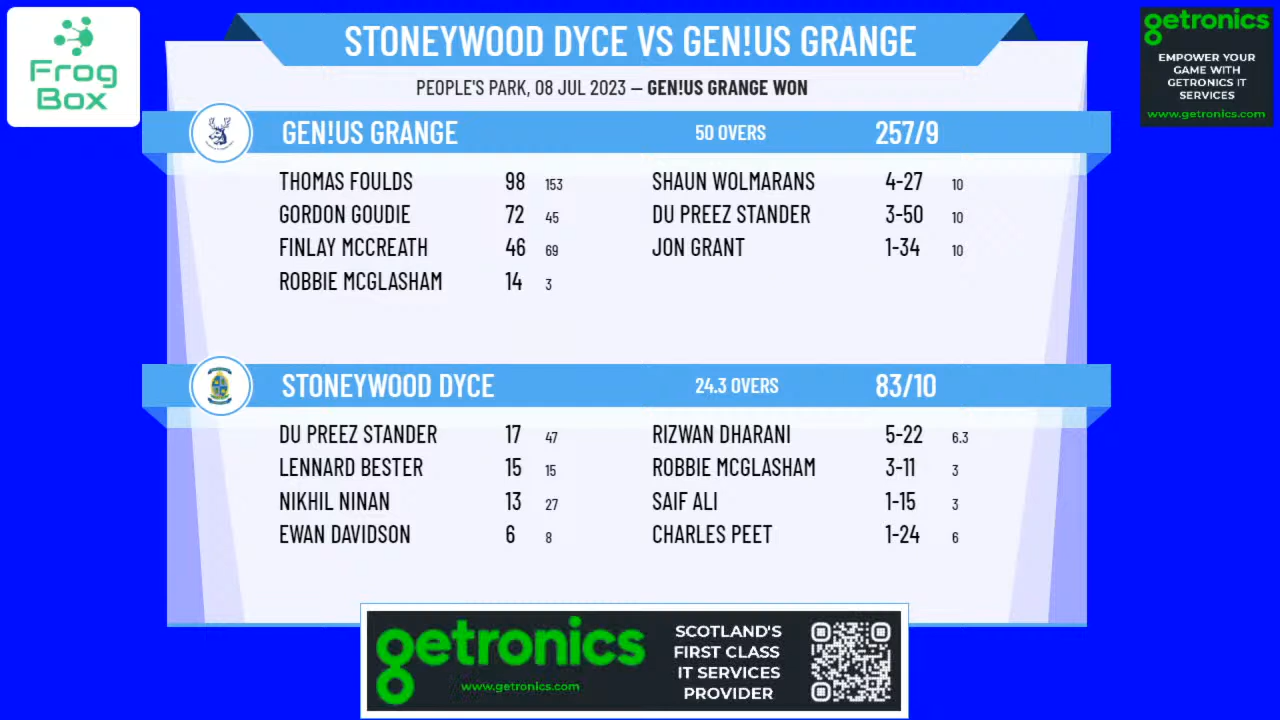 Frog
Box
STONEYWOOD DYCE VS GEN!US GRANGE
getronics
EMPOWER YOUR
GAME WITH
GETRONICS IT
SERVICES
www.getronics.com
PEOPLE'S PARK, 08 JUL 2023 – GEN!US GRANGE WON
GEN!US GRANGE 50 OVERS 257/9
THOMAS FOULDS 98 153 SHAUN WOLMARANS 4-27 10
GORDON GOUDIE 72 45 DU PREEZ STANDER 3-50 10
FINLAY MCCREATH 46 69 JON GRANT 1-34 10
ROBBIE MCGLASHAM 14 3
STONEYWOOD DYCE 24.3 OVERS 83/10
DU PREEZ STANDER 17 47 RIZWAN DHARANI 5-22 6.3
LENNARD BESTER 15 15 ROBBIE MCGLASHAM 3-11 3
NIKHIL NINAN 13 27 SAIF ALI 1-15 3
EWAN DAVIDSON 6 8 CHARLES PEET 1-24 6
getronics
www.getronics.com
SCOTLAND'S
FIRST CLASS
IT SERVICES
PROVIDER